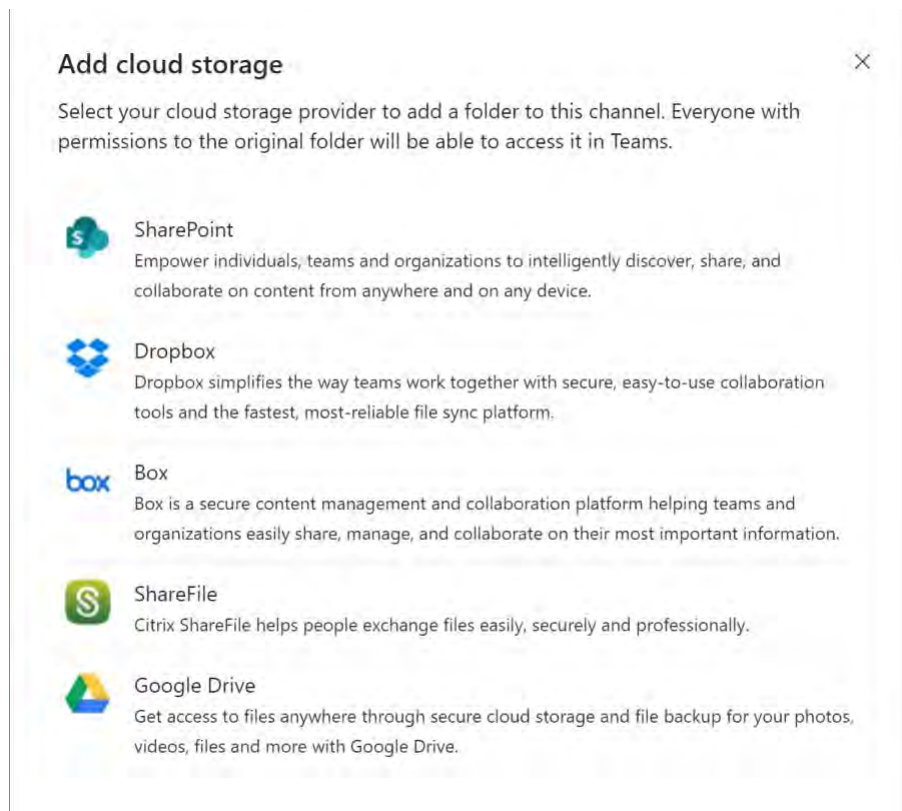 Add cloud storage
Select your cloud storage provider to add a folder to this channel. Everyone with
permissions to the original folder will be able to access it in Teams.
S
SharePoint
Empower individuals, teams and organizations to intelligently discover, share, and
collaborate on content from anywhere and on any device.
Dropbox
Dropbox simplifies the way teams work together with secure, easy-to-use collaboration
tools and the fastest, most-reliable file sync platform.
box
Box
Box is a secure content management and collaboration platform helping teams and
organizations easily share, manage, and collaborate on their most important information.
S
ShareFile
Citrix ShareFile helps people exchange files easily, securely and professionally.
Google Drive
Get access to files anywhere through secure cloud storage and file backup for your photos,
videos, files and more with Google Drive.